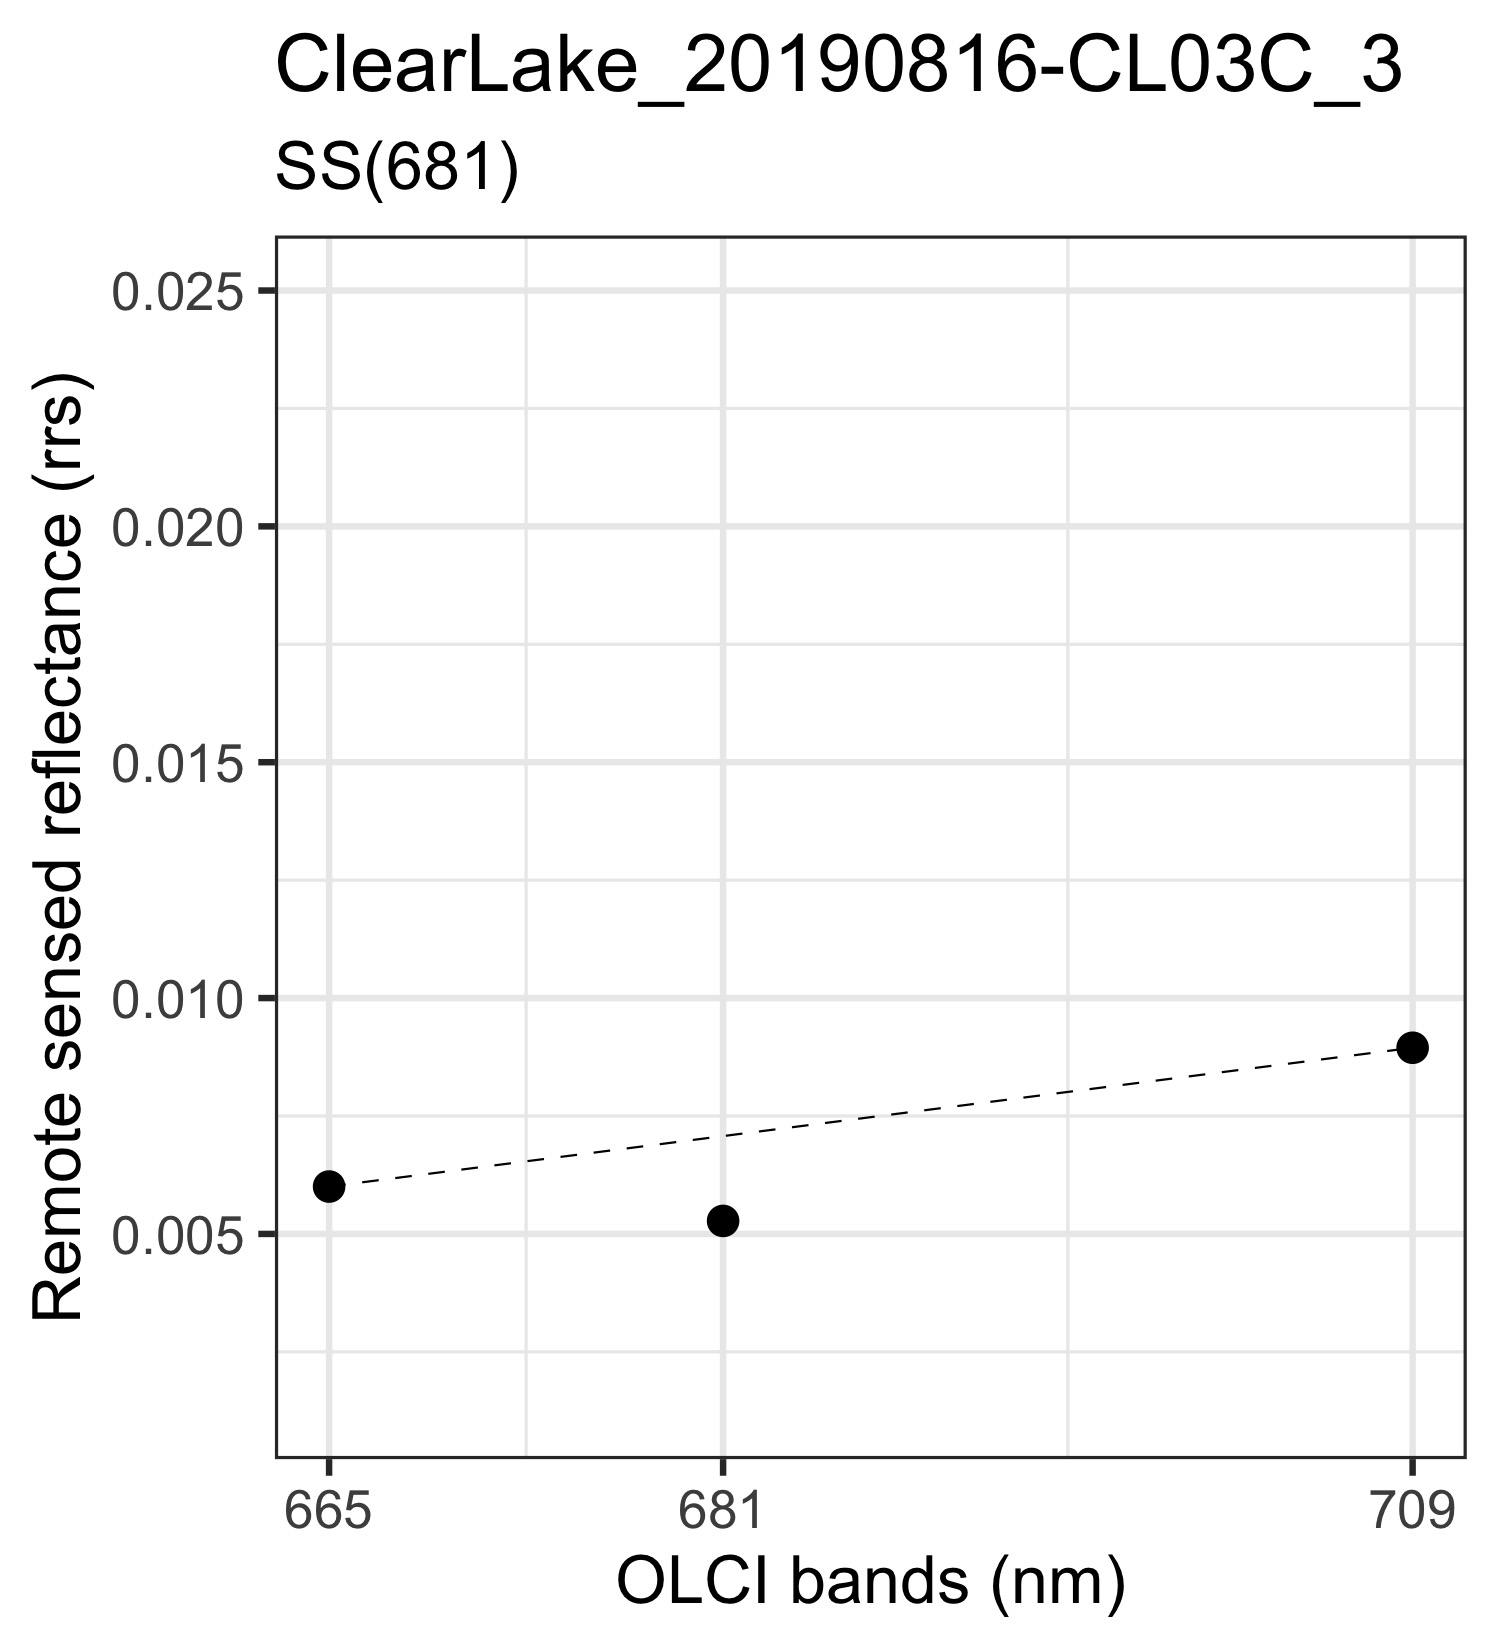 ClearLake_20190816-CL03C_3
SS(681)
Remote sensed reflectance (rrs)
0.025
0.020
0.015
0.010
0.005
665 681 709
OLCI bands (nm)